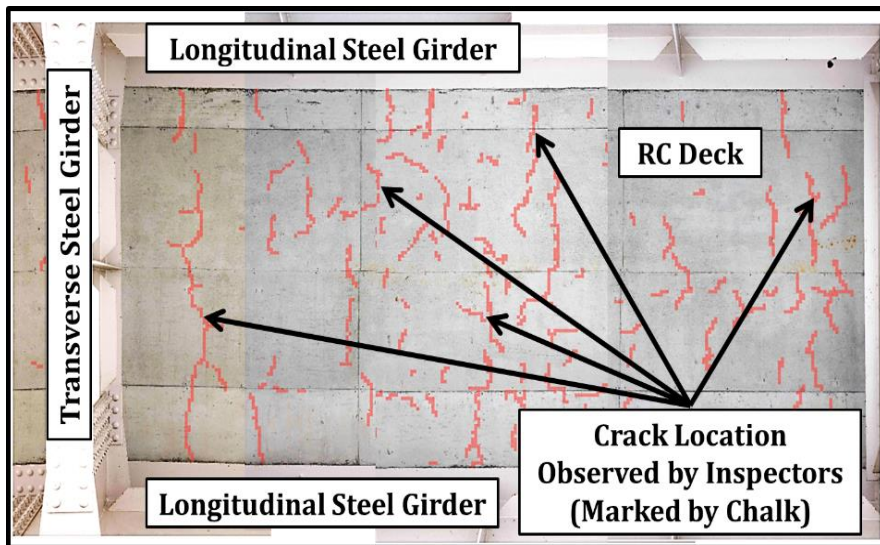 Longitudinal Steel Girder
Transverse Steel Girder
RC Deck
Crack Location
Observed by Inspectors
(Marked by Chalk)
Longitudinal Steel Girder